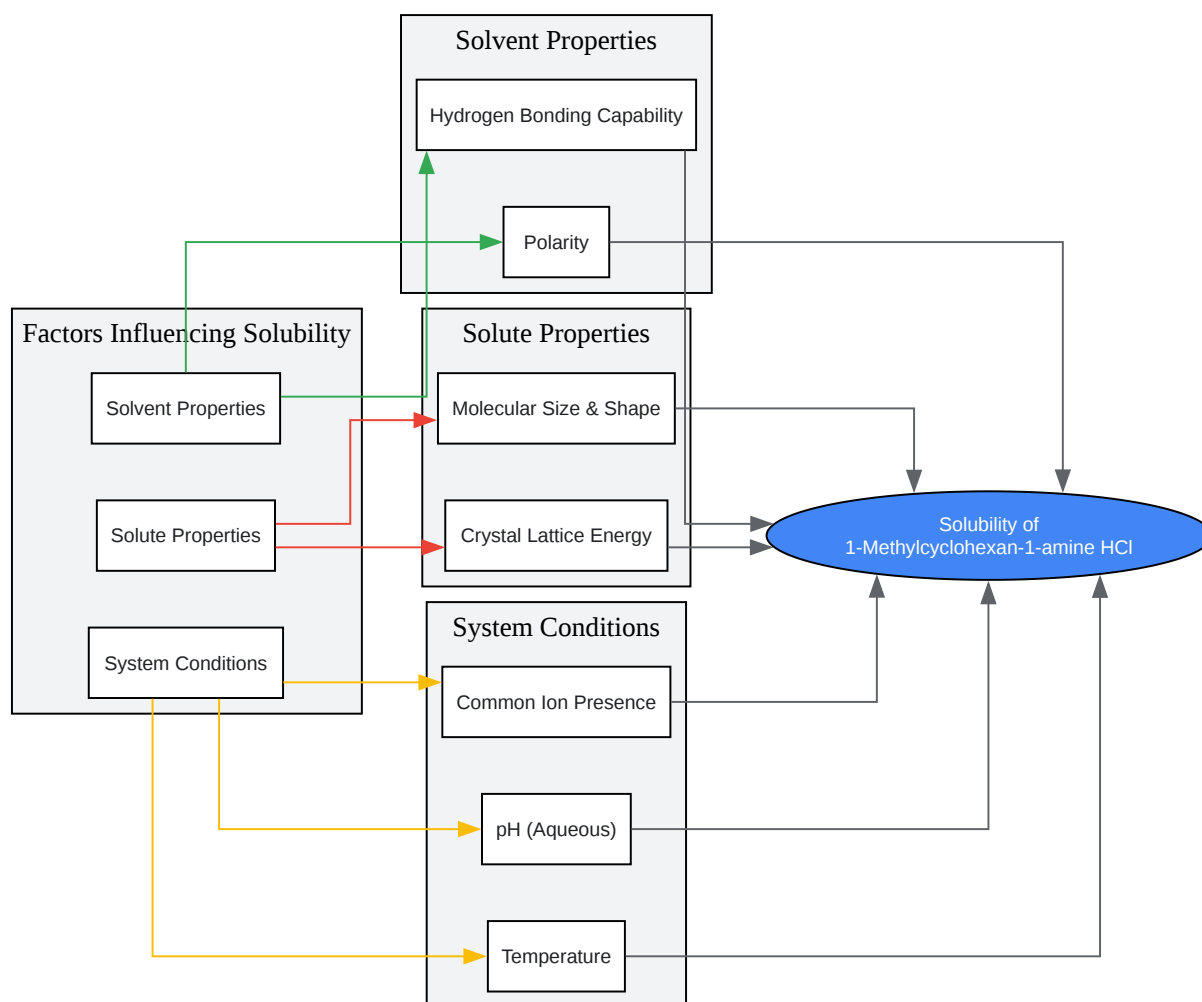 Solvent Properties
Hydrogen Bonding Capability
Polarity
Factors Influencing Solubility
Solvent Properties
Solute Properties
System Conditions
Solute Properties
Molecular Size & Shape
Crystal Lattice Energy
System Conditions
Common Ion Presence
pH (Aqueous)
Temperature
Solubility of
1-Methylcyclohexan-1-amine HCl